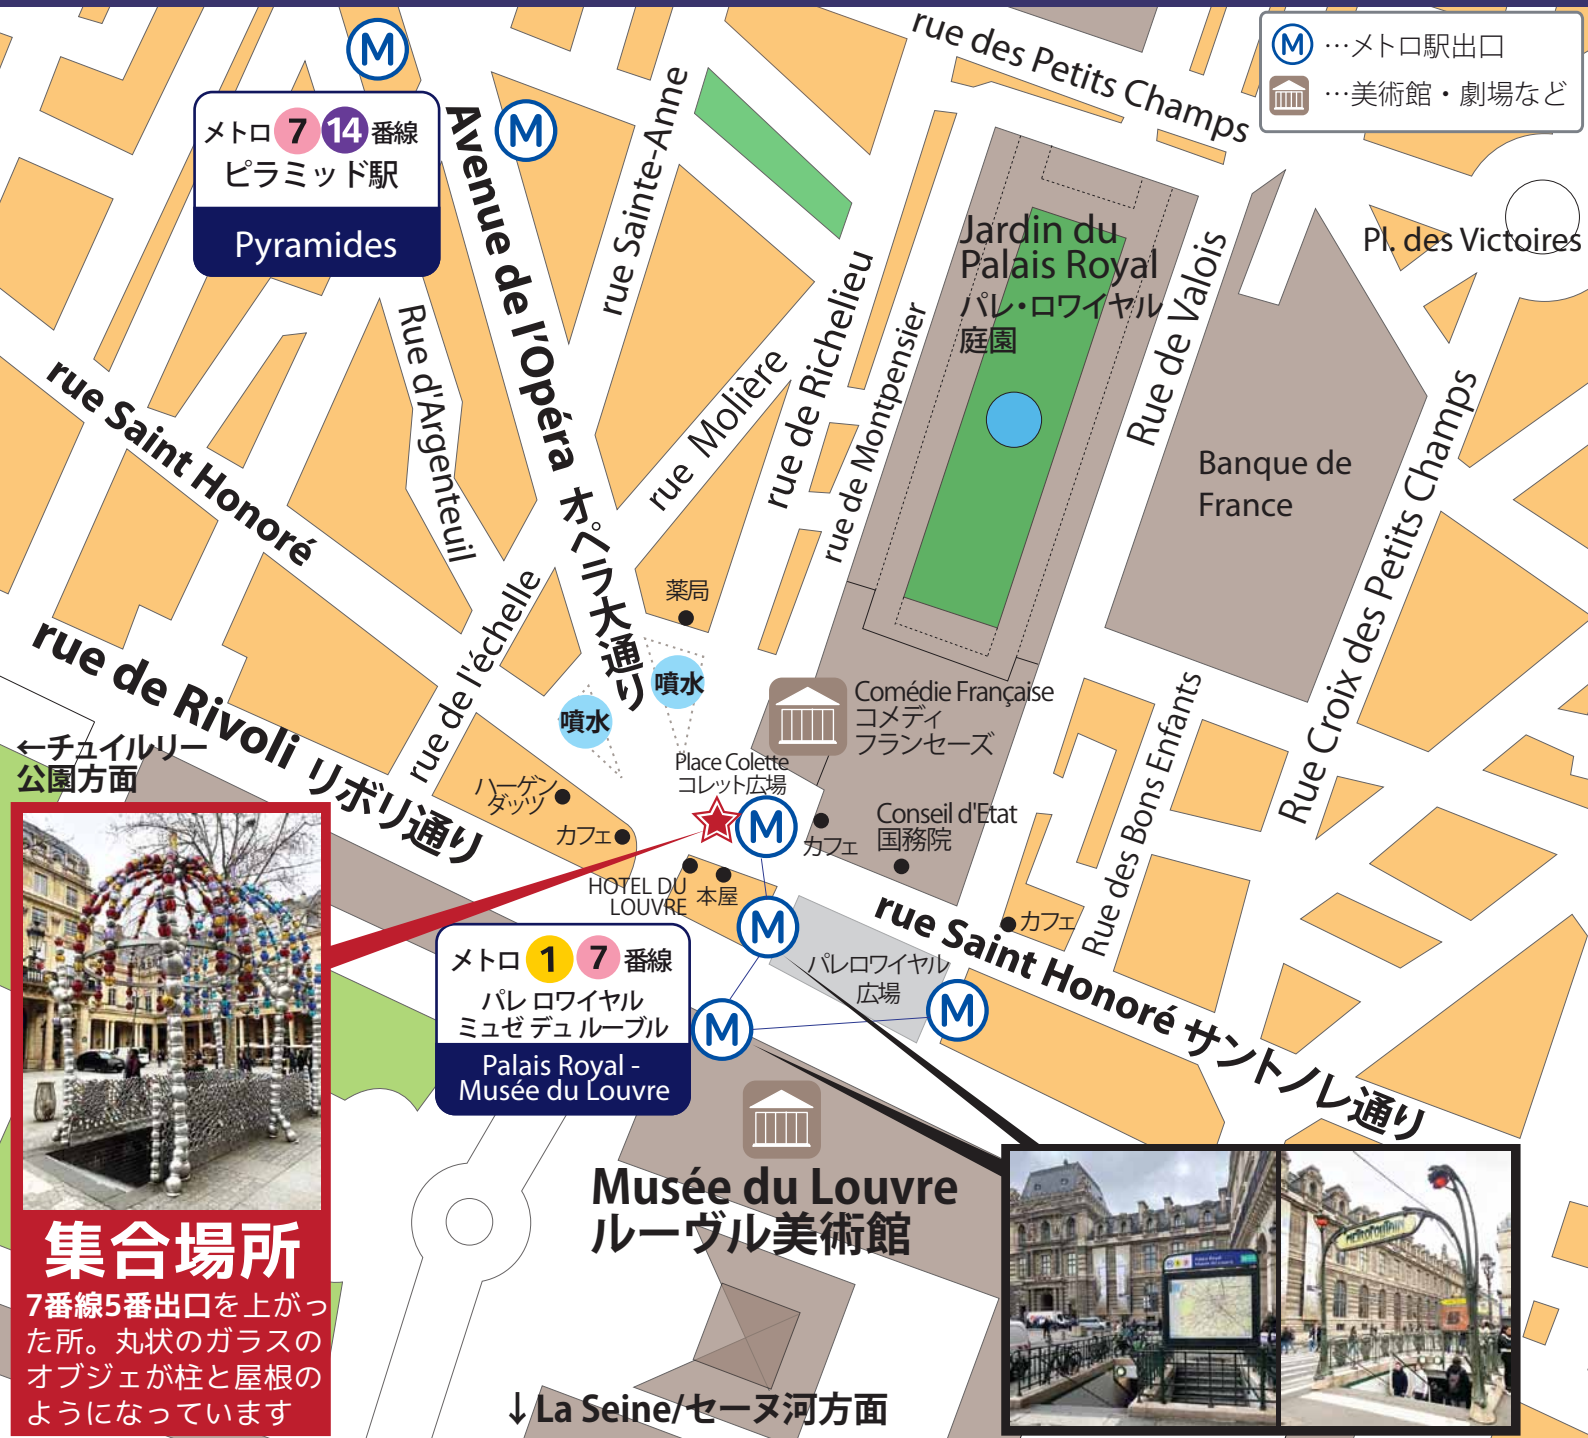 rue des Petits Champs
M …メトロ駅出口
…美術館・劇場など
M
M
メトロ 7 14 番線
ピラミッド駅
Pyramides
Avenue de l'Opéra オペラ大通り
rue Sainte-Anne
Jardin du
Palais Royal
パレ・ロワイヤル
庭園
Rue de Valois
Pl. des Victoires
Rue d'Argenteuil
rue Molière
rue de Richelieu
rue de Montpensier
rue Saint Honoré
Banque de
France
Rue Croix des Petits Champs
rue de l'échelle
薬局
噴水
噴水
rue de Rivoli リボリ通り
←チュイルリー
公園方面
Comédie Française
コメディ
フランセーズ
Rue des Bons Enfants
Place Colette
コレット広場
ハーゲン
ダッツ
カフェ
M
カフェ
Conseil d'Etat
国務院
HOTEL DU
LOUVRE
本屋
M
rue Saint Honoré サントノレ通り
カフェ
メトロ 1 7 番線
パレ ロワイヤル
ミュゼ デュ ルーブル
Palais Royal -
Musée du Louvre
パレロワイヤル
広場
M
M
Musée du Louvre
ルーヴル美術館
METROPOLITAIN
集合場所
7番線5番出口を上がっ
た所。丸状のガラスの
オブジェが柱と屋根の
ようになっています
↓La Seine/セーヌ河方面